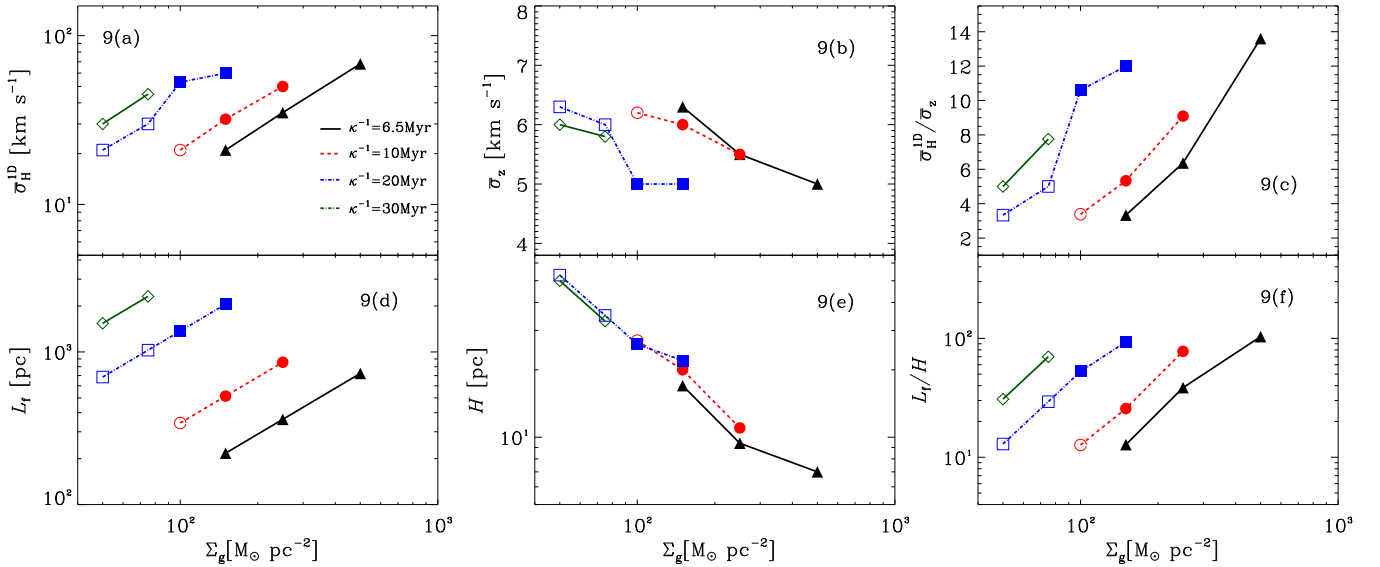 9(a)
σ̅_H^{1D} [km s⁻¹]
10²
10¹
κ⁻¹=6.5Myr
κ⁻¹=10Myr
κ⁻¹=20Myr
κ⁻¹=30Myr
9(b)
σ̅_z [km s⁻¹]
8
7
6
5
4
9(c)
σ̅_H^{1D}/σ̅_z
14
12
10
8
6
4
2
9(d)
L_f [pc]
10³
10²
10² 10³
Σ_g[M_⊙ pc⁻²]
9(e)
H [pc]
10¹
10² 10³
Σ_g[M_⊙ pc⁻²]
9(f)
L_f/H
10²
10¹
10² 10³
Σ_g[M_⊙ pc⁻²]